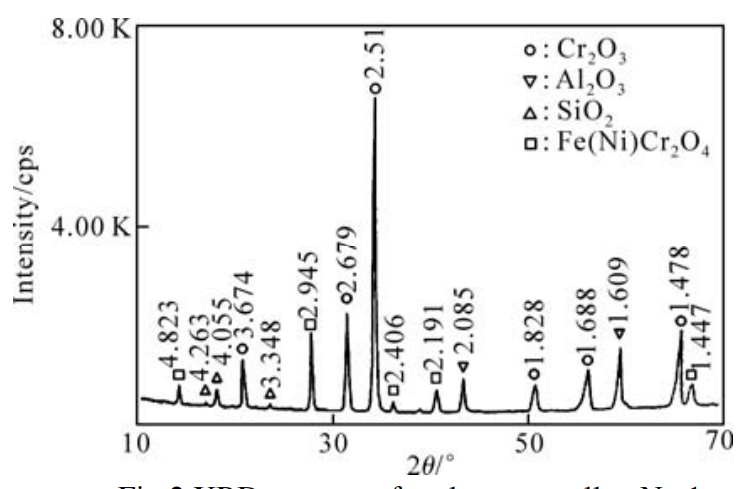 8.00 K
4.00 K
Intensity/cps
○: Cr₂O₃
▽: Al₂O₃
△: SiO₂
□: Fe(Ni)Cr₂O₄
4.823
4.263
4.055
3.674
3.348
2.945
2.679
2.51
2.406
2.191
2.085
1.828
1.688
1.609
1.478
1.447
10 30 50 70
2θ/°